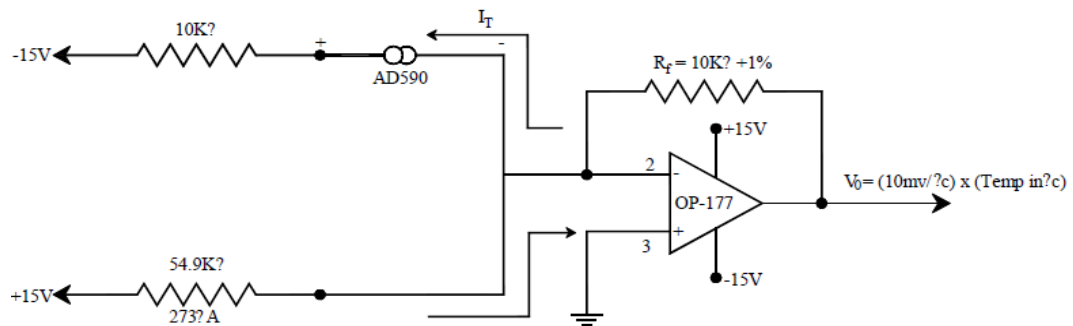 10K?
I_T
-15V
+
-
AD590
R_f = 10K? +1%
+15V
2
-
OP-177
V_0= (10mv/?c) x (Temp in?c)
+
3
54.9K?
-15V
+15V
273? A